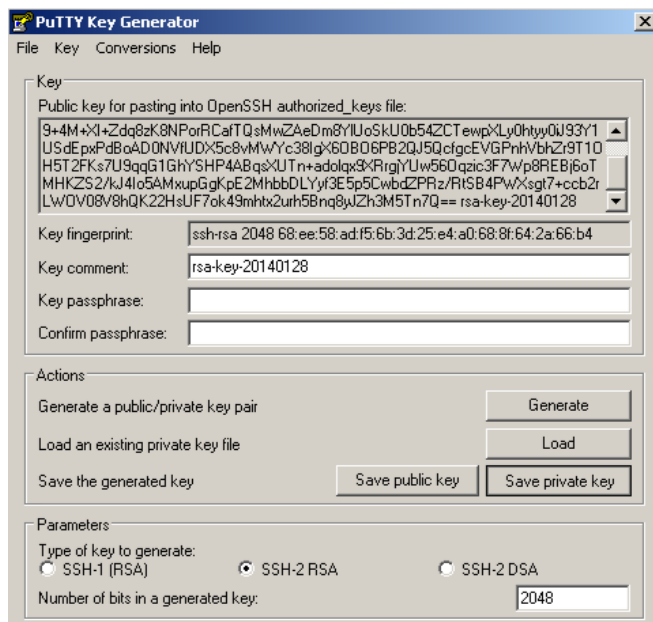 PuTTY Key Generator
File Key Conversions Help
Key
Public key for pasting into OpenSSH authorized_keys file:
9+4M+XI+Zdq8zK8NPorRCafTQsMwZAeDm8YlUoSkU0b54ZCTewpXLy0htyy0iJ93Y1
USdEpxPdBoAD0NVfUDX5c8vMWYc38IgX6OBO6PB2QJ5QcfgcEVGPnhVbhZr9T1O
H5T2FKs7U9qqG1GhYSHP4ABqsXUTn+adolqx9XRrgjYUw56Oqzic3F7Wp8REBj6oT
MHKZS2/kJ4Io5AMxupGgKpE2MhbbDLYyf3E5p5CwbdZPRz/RtSB4PWXsgt7+ccb2r
LWOV08V8hQK22HsUF7ok49mhtx2urh5Bnq8yJZh3M5Tn7Q== rsa-key-20140128
Key fingerprint: ssh-rsa 2048 68:ee:58:ad:f5:6b:3d:25:e4:a0:68:8f:64:2a:66:b4
Key comment: rsa-key-20140128
Key passphrase:
Confirm passphrase:
Actions
Generate a public/private key pair Generate
Load an existing private key file Load
Save the generated key Save public key Save private key
Parameters
Type of key to generate:
SSH-1 (RSA) SSH-2 RSA SSH-2 DSA
Number of bits in a generated key: 2048